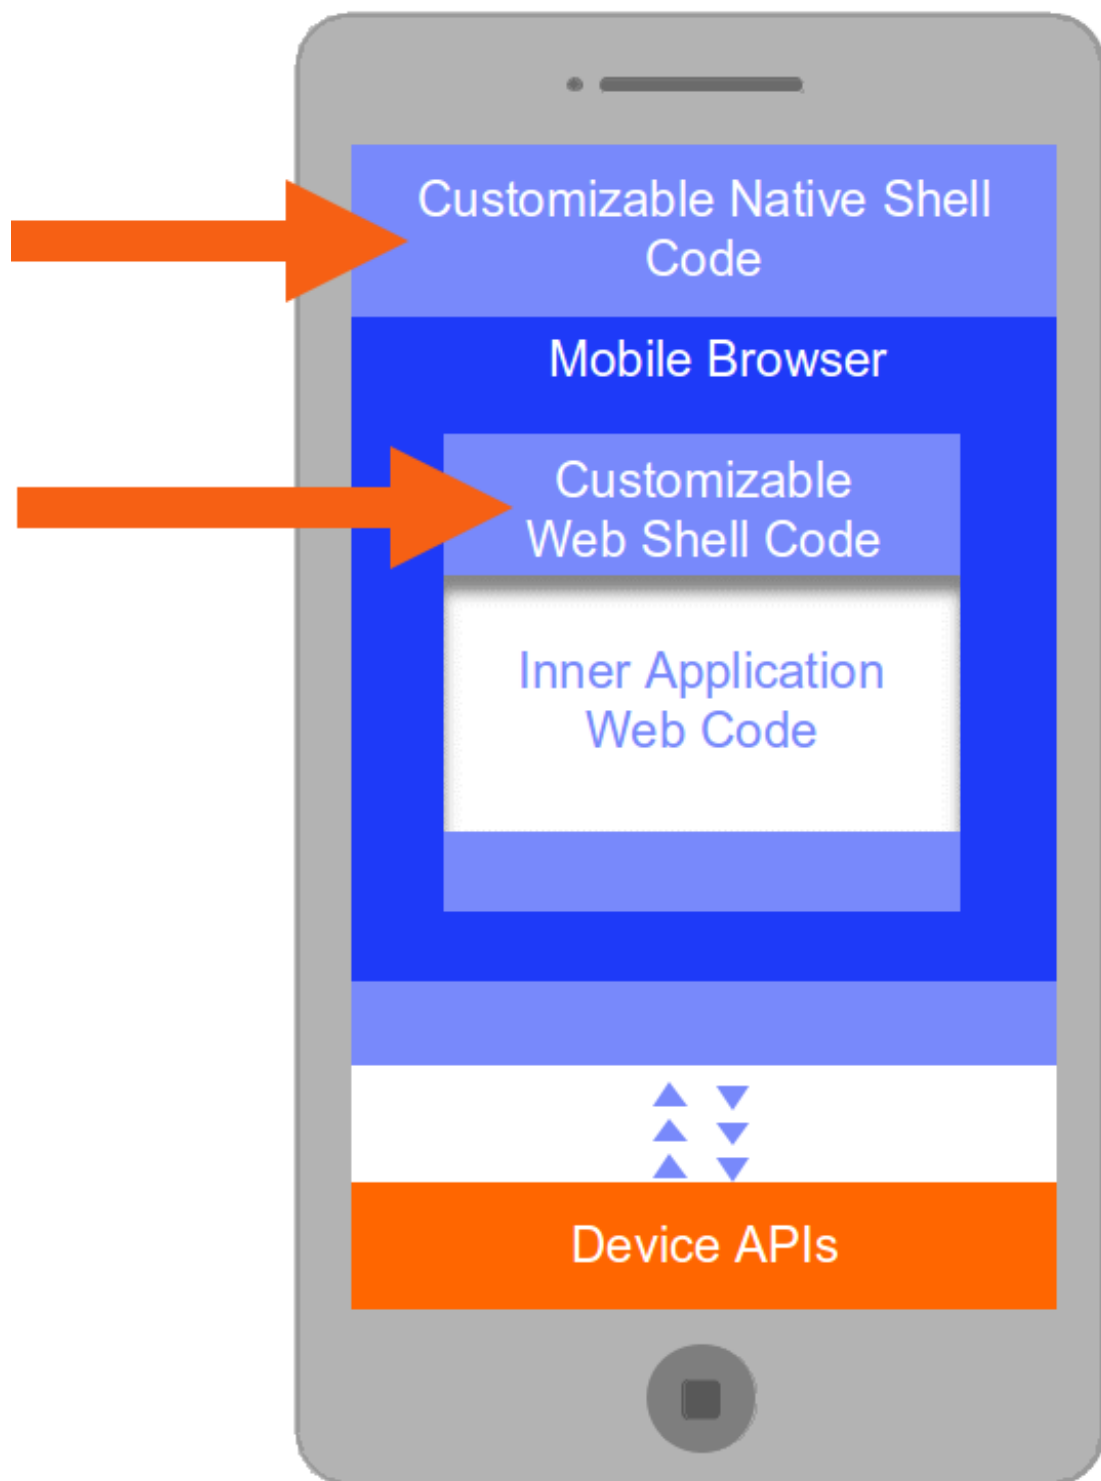 Customizable Native Shell
Code
Mobile Browser
Customizable
Web Shell Code
Inner Application
Web Code
Device APIs